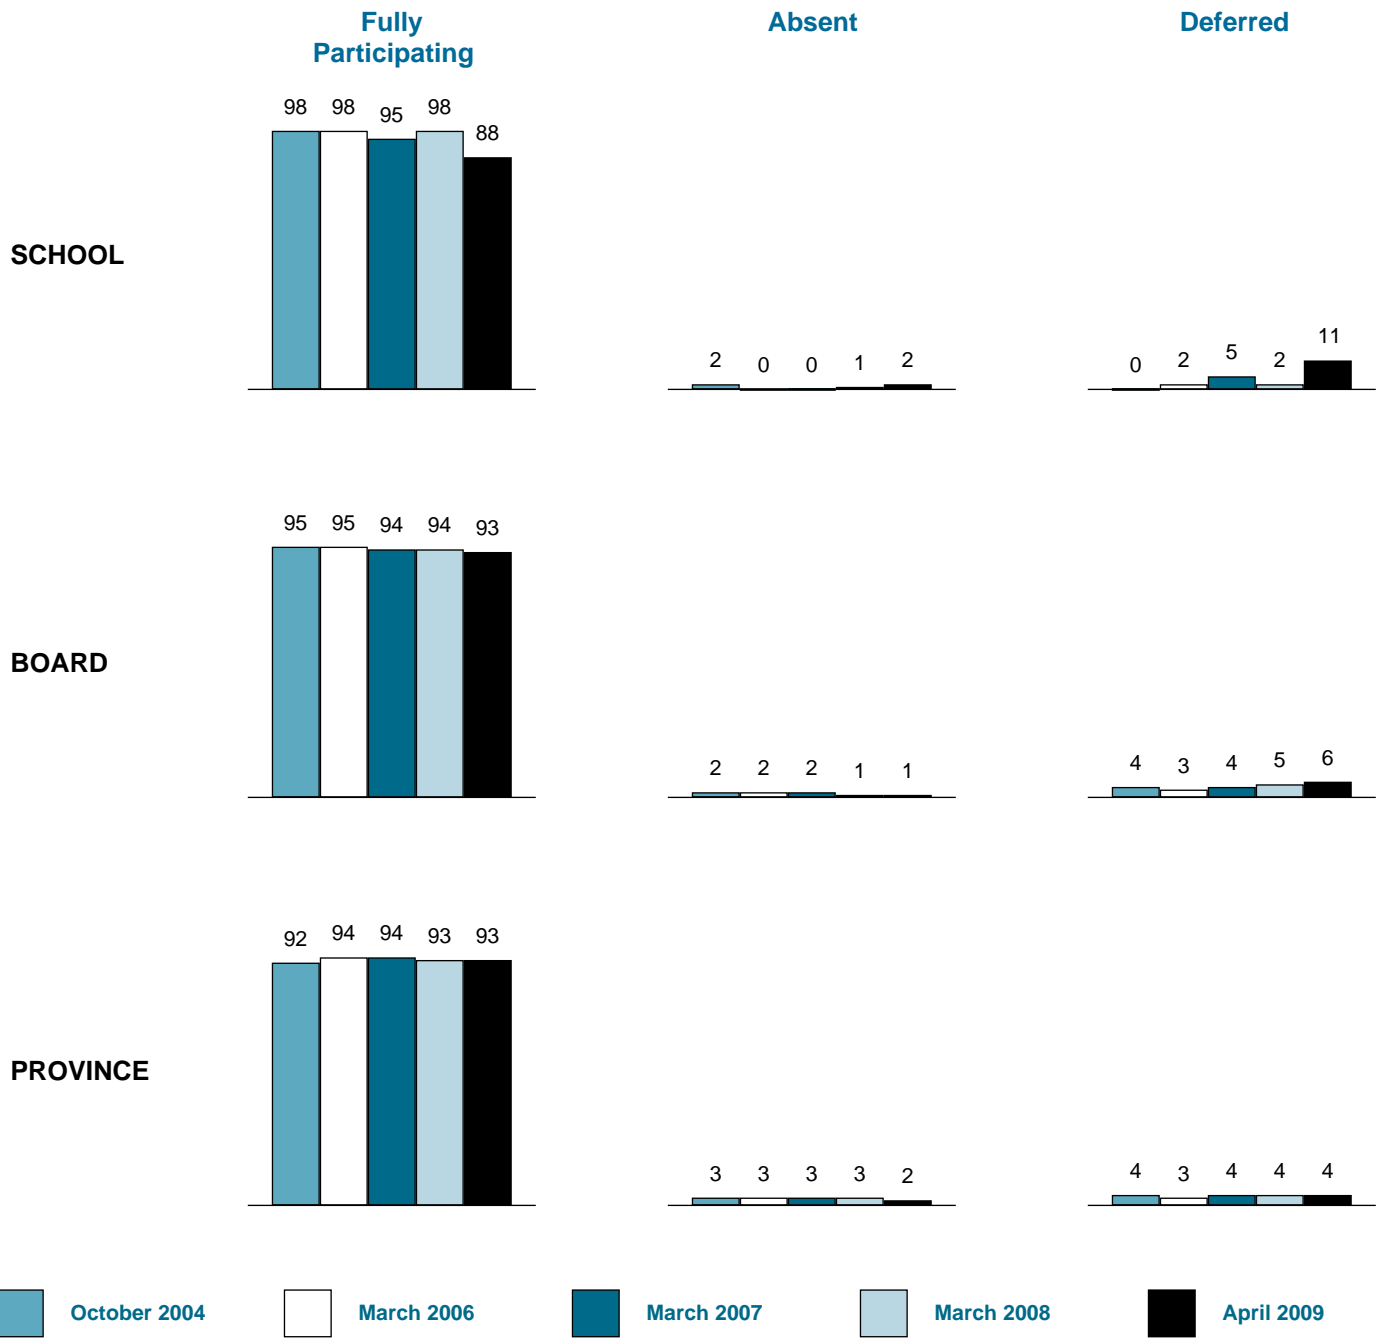 Fully
Participating
Absent
Deferred
98 98 95 98 88
2 0 0 1 2
0 2 5 2 11
SCHOOL
95 95 94 94 93
2 2 2 1 1
4 3 4 5 6
BOARD
92 94 94 93 93
3 3 3 3 2
4 3 4 4 4
PROVINCE
October 2004
March 2006
March 2007
March 2008
April 2009